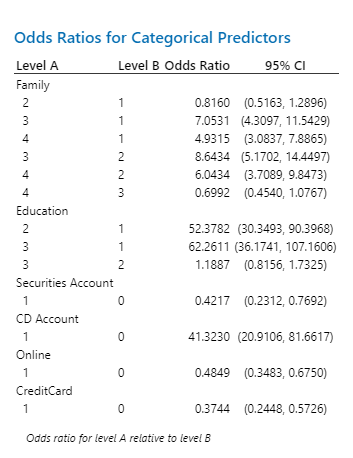 Odds Ratios for Categorical Predictors
Level A Level B Odds Ratio 95% CI
Family
2 1 0.8160 (0.5163, 1.2896)
3 1 7.0531 (4.3097, 11.5429)
4 1 4.9315 (3.0837, 7.8865)
3 2 8.6434 (5.1702, 14.4497)
4 2 6.0434 (3.7089, 9.8473)
4 3 0.6992 (0.4540, 1.0767)
Education
2 1 52.3782 (30.3493, 90.3968)
3 1 62.2611 (36.1741, 107.1606)
3 2 1.1887 (0.8156, 1.7325)
Securities Account
1 0 0.4217 (0.2312, 0.7692)
CD Account
1 0 41.3230 (20.9106, 81.6617)
Online
1 0 0.4849 (0.3483, 0.6750)
CreditCard
1 0 0.3744 (0.2448, 0.5726)
Odds ratio for level A relative to level B